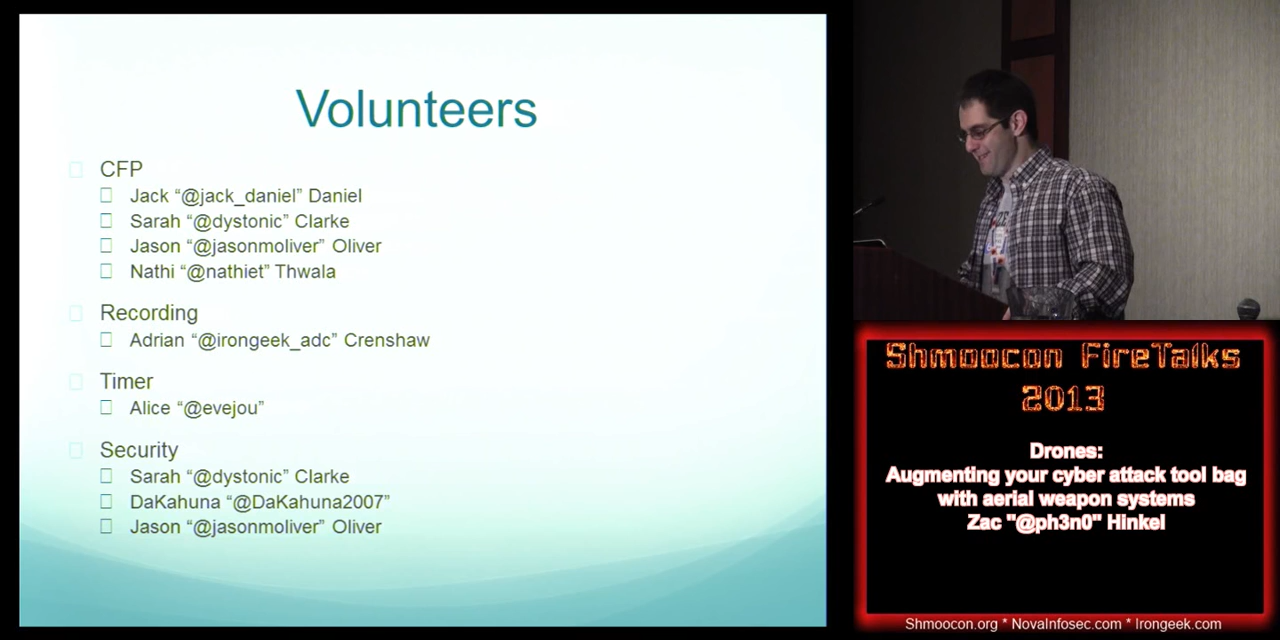 Volunteers
CFP
Jack “@jack_daniel” Daniel
Sarah “@dystonic” Clarke
Jason “@jasonmoliver” Oliver
Nathi “@nathiet” Thwala
Recording
Adrian “@irongeek_adc” Crenshaw
Timer
Alice “@evejou”
Security
Sarah “@dystonic” Clarke
DaKahuna “@DaKahuna2007”
Jason “@jasonmoliver” Oliver
Shmoocon FireTalks
2013
Drones:
Augmenting your cyber attack tool bag
with aerial weapon systems
Zac "@ph3n0" Hinkel
Shmoocon.org * NovaInfosec.com * Irongeek.com